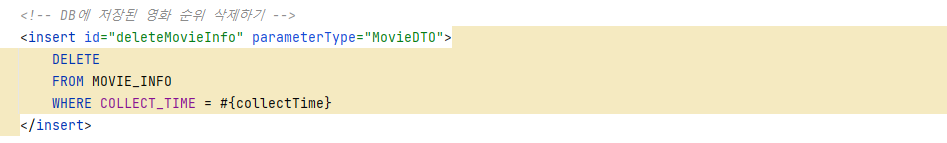 <!-- DB에 저장된 영화 순위 삭제하기 -->
<insert id="deleteMovieInfo" parameterType="MovieDTO">
DELETE
FROM MOVIE_INFO
WHERE COLLECT_TIME = #{collectTime}
</insert>